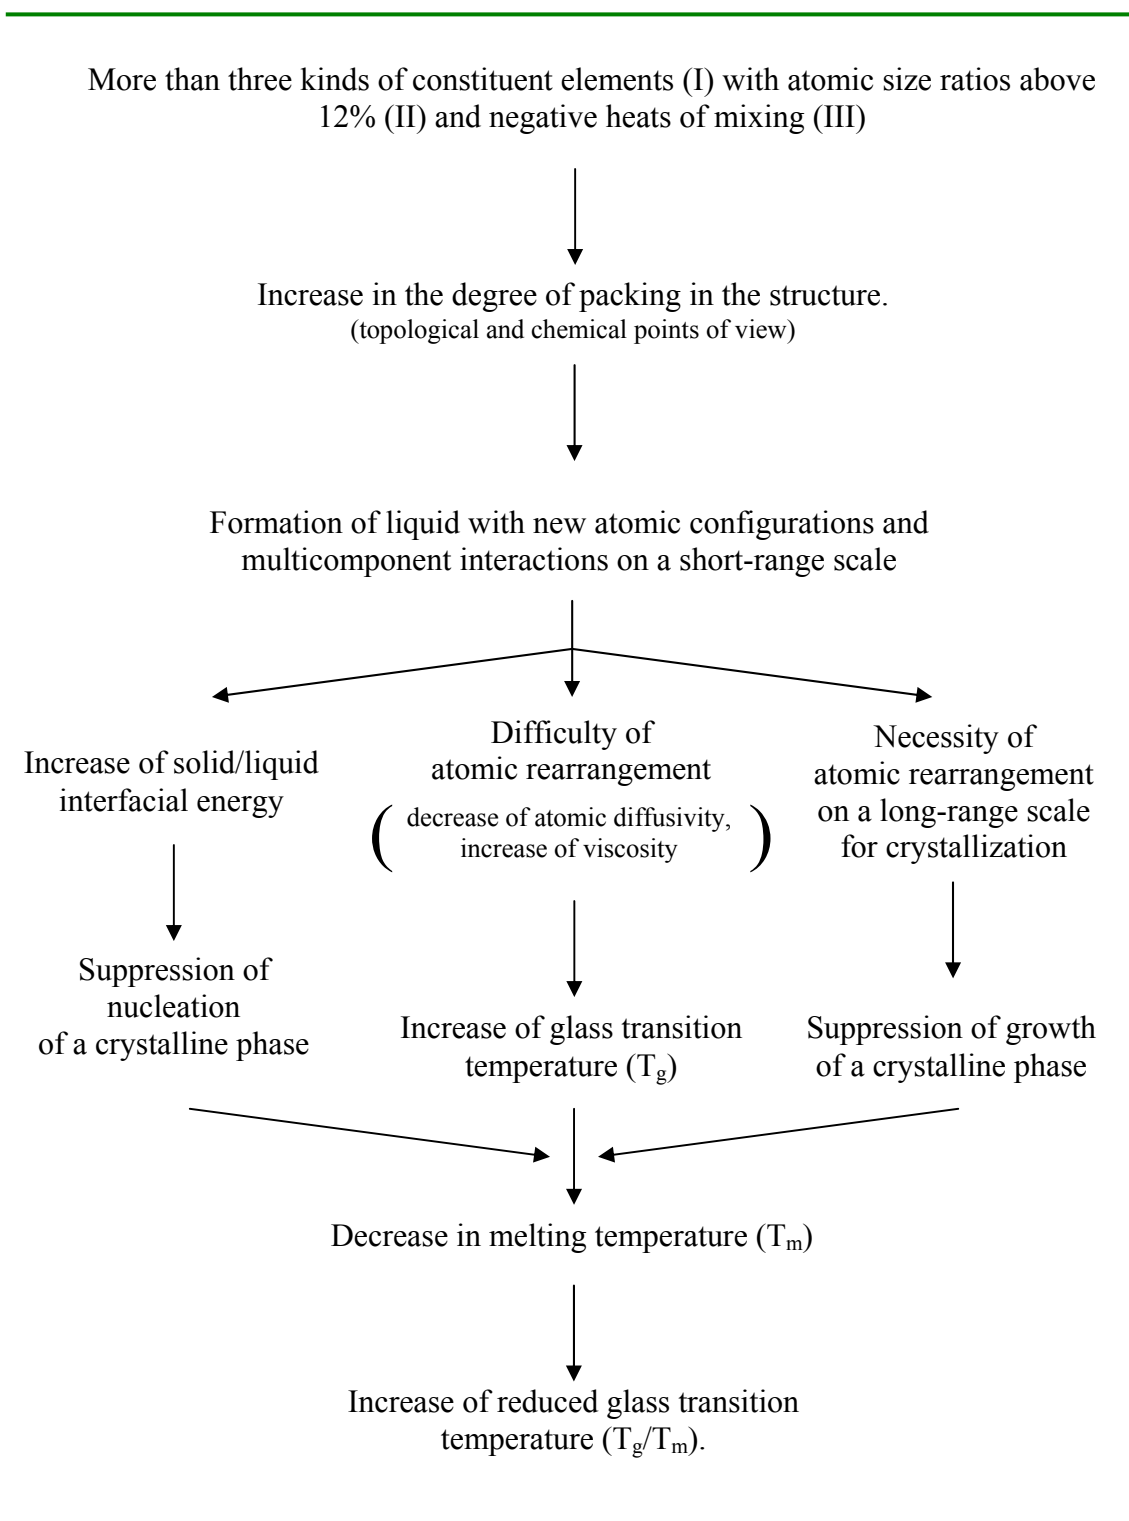 More than three kinds of constituent elements (I) with atomic size ratios above
12% (II) and negative heats of mixing (III)
Increase in the degree of packing in the structure.
(topological and chemical points of view)
Formation of liquid with new atomic configurations and
multicomponent interactions on a short-range scale
Increase of solid/liquid
interfacial energy
Suppression of
nucleation
of a crystalline phase
Difficulty of
atomic rearrangement
(decrease of atomic diffusivity,
increase of viscosity)
Increase of glass transition
temperature (Tg)
Necessity of
atomic rearrangement
on a long-range scale
for crystallization
Suppression of growth
of a crystalline phase
Decrease in melting temperature (Tm)
Increase of reduced glass transition
temperature (Tg/Tm).